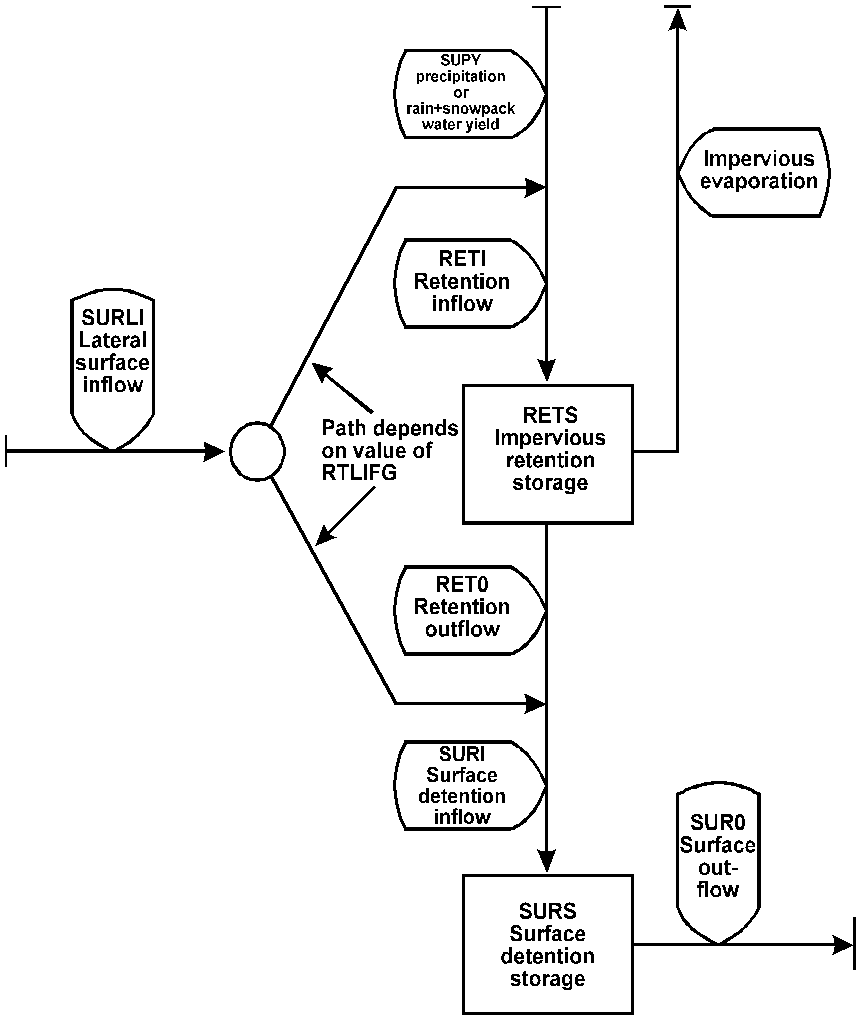 SUPY
precipitation
or
rain+snowpack
water yield
Impervious
evaporation
RETI
Retention
inflow
SURLI
Lateral
surface
inflow
Path depends
on value of
RTLIFG
RETS
Impervious
retention
storage
RET0
Retention
outflow
SURI
Surface
detention
inflow
SUR0
Surface
out-
flow
SURS
Surface
detention
storage